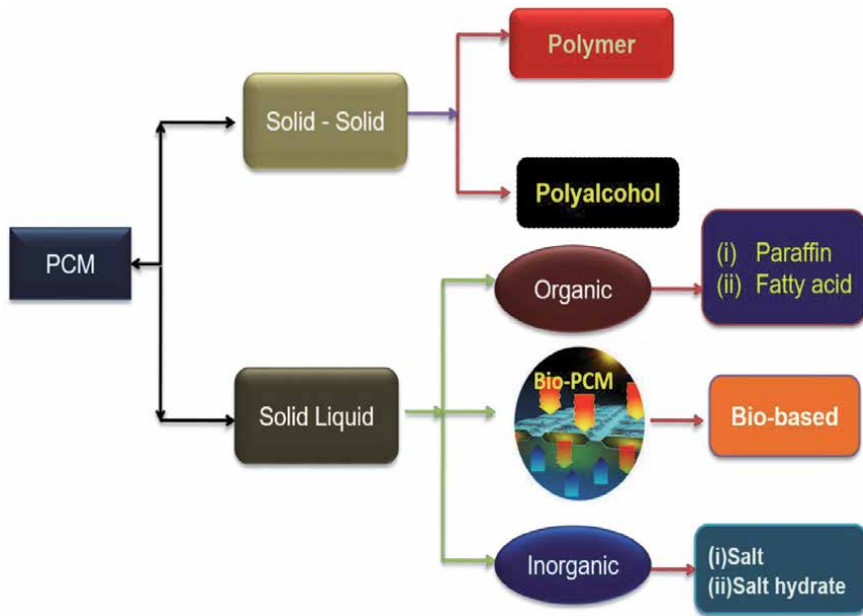 Polymer
Solid - Solid
Polyalcohol
PCM
Organic
(i) Paraffin
(ii) Fatty acid
Bio-PCM
Bio-based
Solid Liquid
Inorganic
(i)Salt
(ii)Salt hydrate